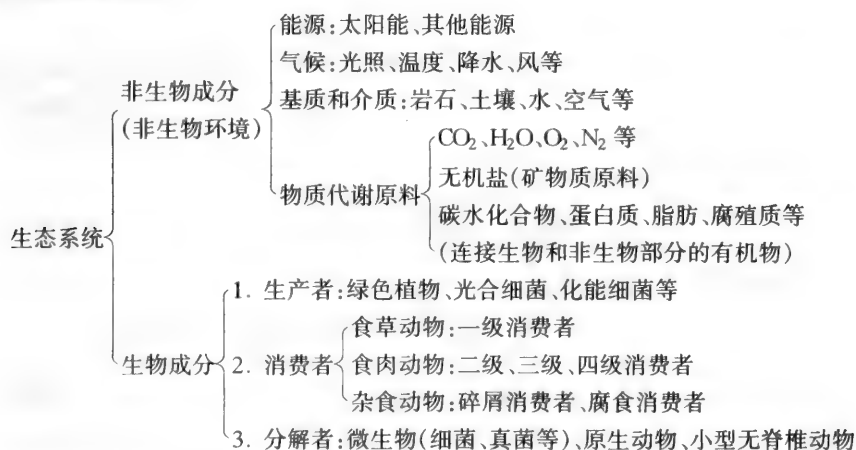 能源:太阳能、其他能源
气候:光照、温度、降水、风等
非生物成分
(非生物环境)
基质和介质:岩石、土壤、水、空气等
CO₂、H₂O、O₂、N₂ 等
物质代谢原料
无机盐(矿物质原料)
碳水化合物、蛋白质、脂肪、腐殖质等
(连接生物和非生物部分的有机物)
生态系统
1. 生产者:绿色植物、光合细菌、化能细菌等
生物成分
2. 消费者
食草动物:一级消费者
食肉动物:二级、三级、四级消费者
杂食动物:碎屑消费者、腐食消费者
3. 分解者:微生物(细菌、真菌等)、原生动物、小型无脊椎动物